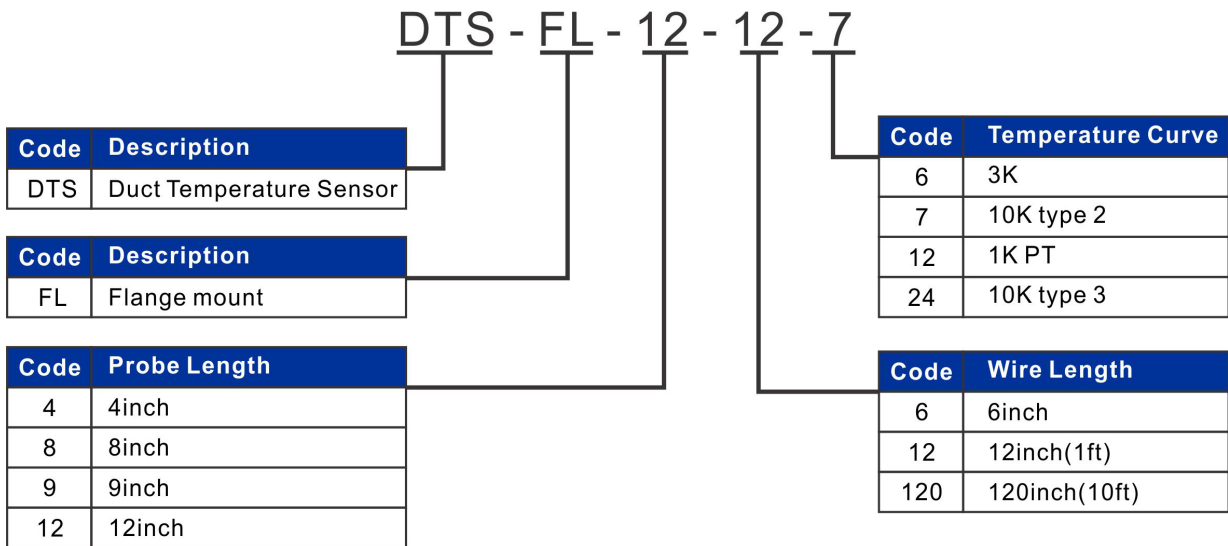 DTS - FL - 12 - 12 - 7
Code Description
DTS Duct Temperature Sensor
Code Description
FL Flange mount
Code Probe Length
4 4inch
8 8inch
9 9inch
12 12inch
Code Temperature Curve
6 3K
7 10K type 2
12 1K PT
24 10K type 3
Code Wire Length
6 6inch
12 12inch(1ft)
120 120inch(10ft)